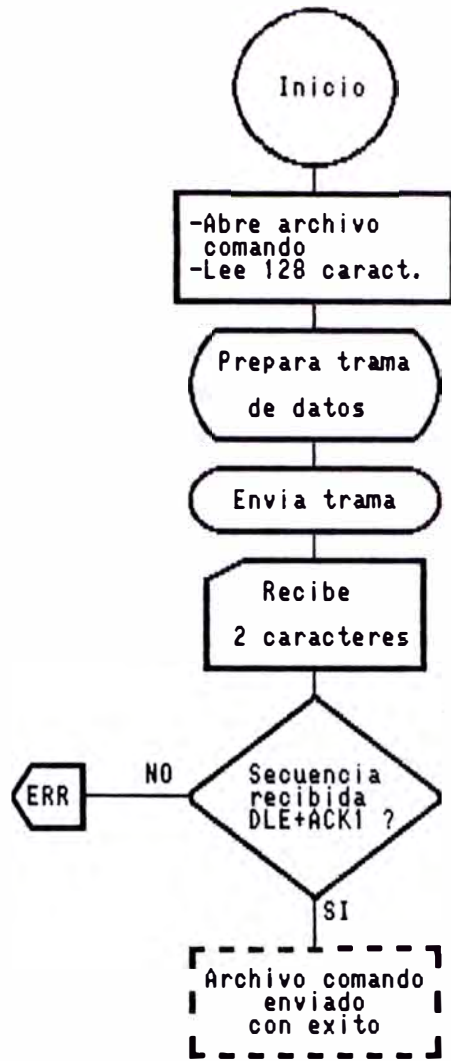 Inicio
-Abre archivo
comando
-Lee 128 caract.
Prepara trama
de datos
Envia trama
Recibe
2 caracteres
ERR
NO
Secuencia
recibida
DLE+ACK1 ?
SI
Archivo comando
enviado
con exito